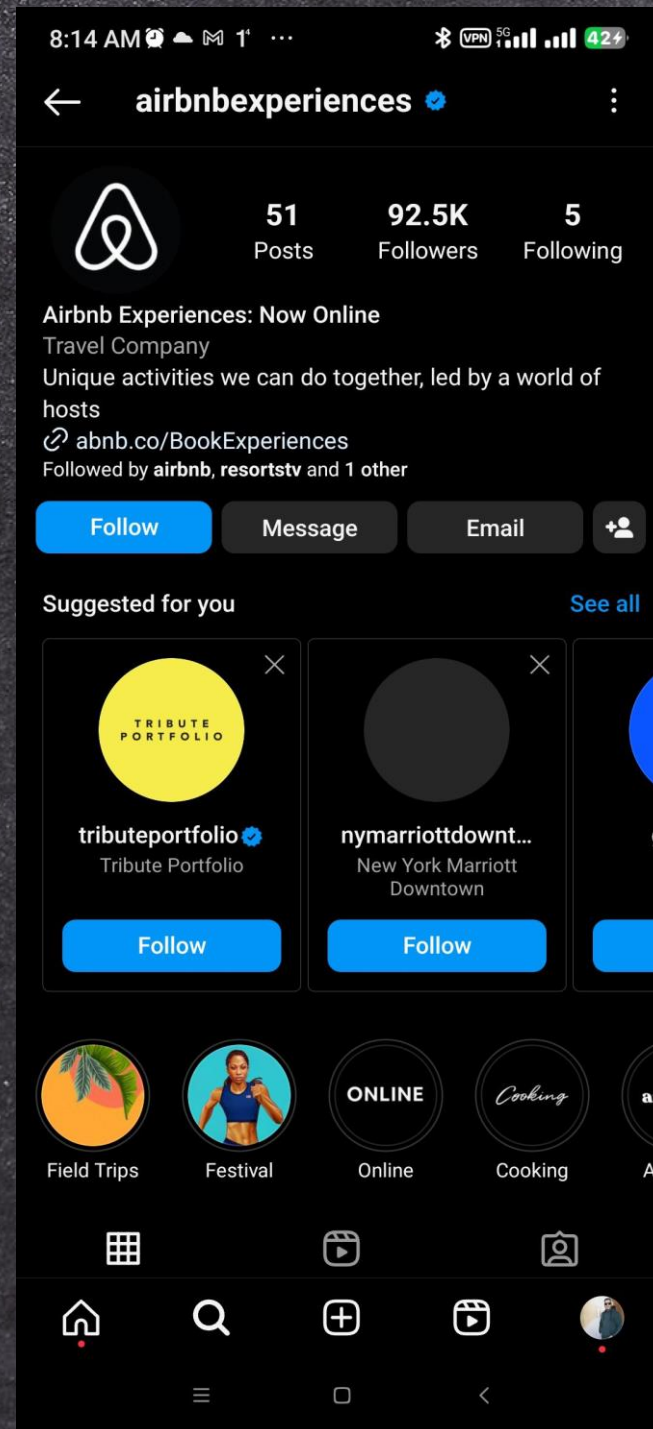 8:14 AM 1° ... VPN 5G 42
airbnbexperiences
51 92.5K 5
Posts Followers Following
Airbnb Experiences: Now Online
Travel Company
Unique activities we can do together, led by a world of
hosts
abnb.co/BookExperiences
Followed by airbnb, resortstv and 1 other
Follow Message Email
Suggested for you See all
TRIBUTE
PORTFOLIO
tributeportfolio nymarriottdownt...
Tribute Portfolio New York Marriott
Downtown
Follow Follow
ONLINE Cooking a
Field Trips Festival Online Cooking A